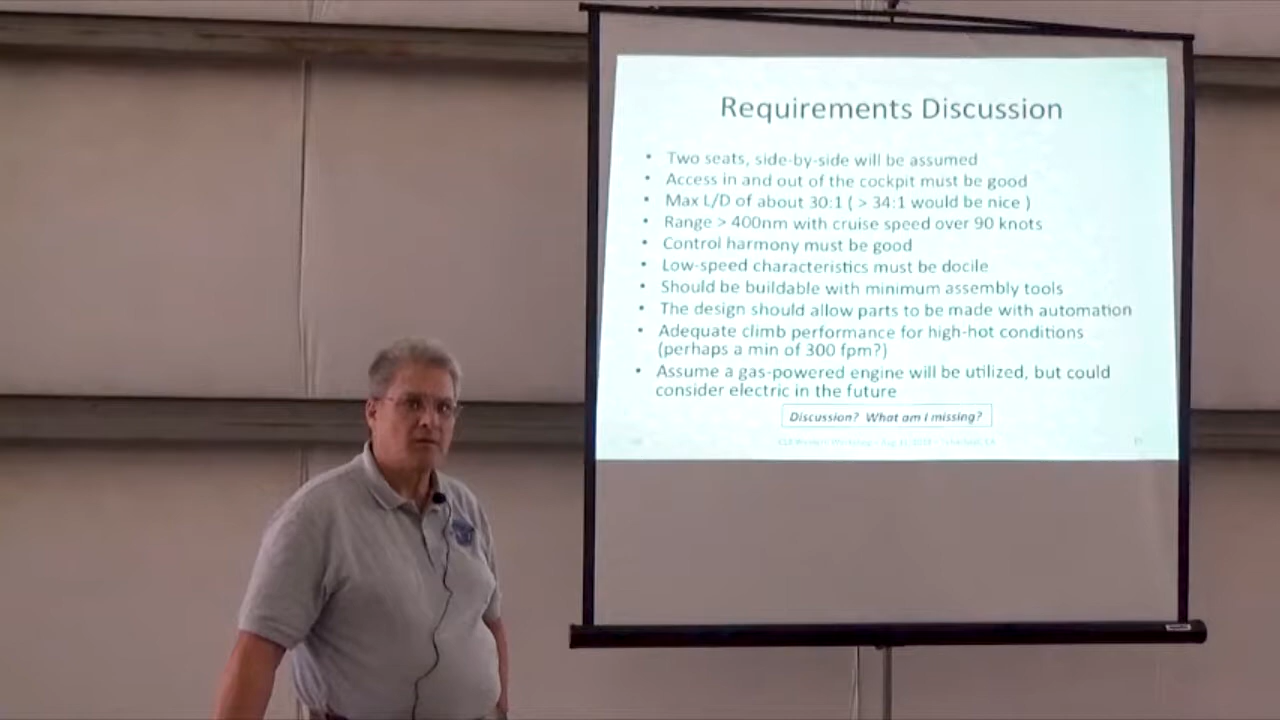 Requirements Discussion
• Two seats, side-by-side will be assumed
• Access in and out of the cockpit must be good
• Max L/D of about 30:1 ( > 34:1 would be nice )
• Range > 400nm with cruise speed over 90 knots
• Control harmony must be good
• Low-speed characteristics must be docile
• Should be buildable with minimum assembly tools
• The design should allow parts to be made with automation
• Adequate climb performance for high-hot conditions
(perhaps a min of 300 fpm?)
• Assume a gas-powered engine will be utilized, but could
consider electric in the future
Discussion? What am I missing?